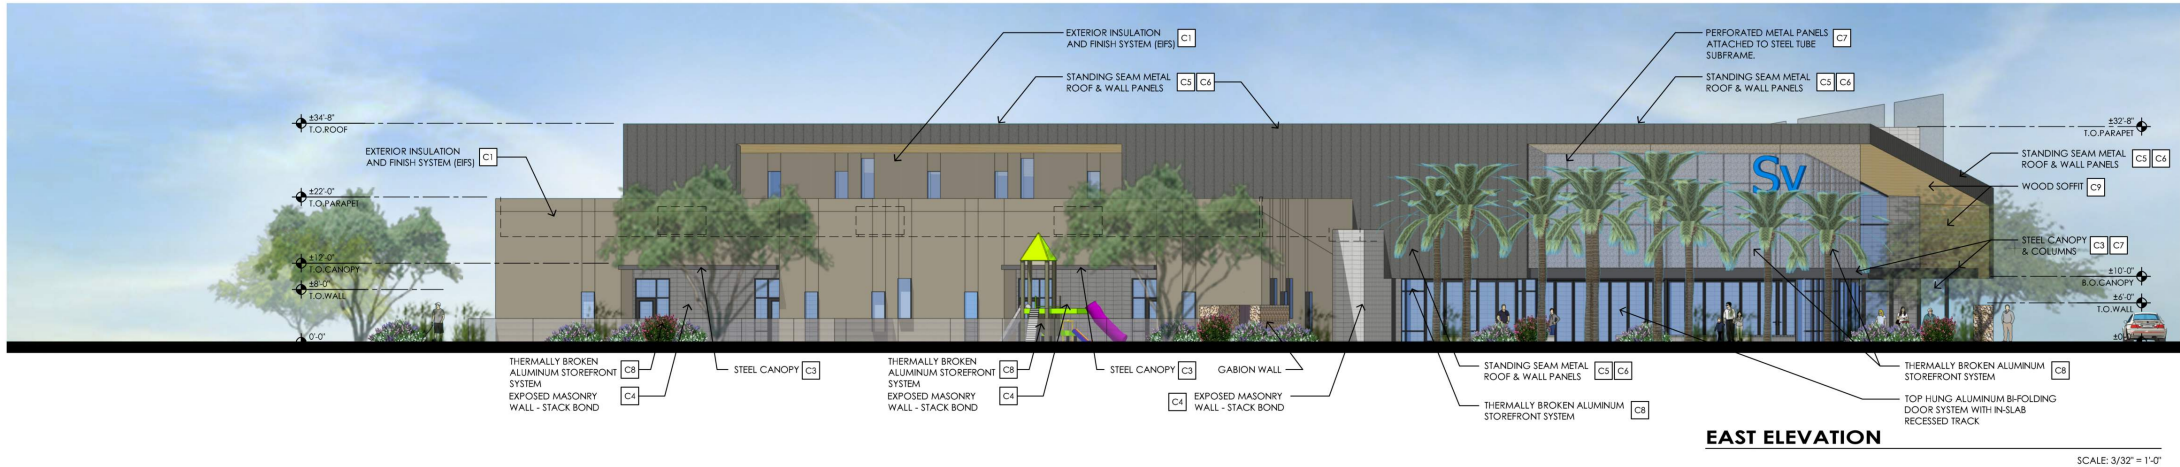 EXTERIOR INSULATION
AND FINISH SYSTEM (EIFS) C1
STANDING SEAM METAL
ROOF & WALL PANELS C5 C6
PERFORATED METAL PANELS
ATTACHED TO STEEL TUBE
SUBFRAME. C7
STANDING SEAM METAL
ROOF & WALL PANELS C5 C6
±34'-8"
T.O.ROOF
EXTERIOR INSULATION
AND FINISH SYSTEM (EIFS) C1
±22'-0"
T.O.PARAPET
±12'-0"
T.O.CANOPY
±8'-0"
T.O.WALL
0'-0"
Sv
±32'-8"
T.O.PARAPET
STANDING SEAM METAL
ROOF & WALL PANELS C5 C6
WOOD SOFFIT C9
STEEL CANOPY
& COLUMNS C3 C7
±10'-0"
B.O.CANOPY
±6'-0"
T.O.WALL
THERMALLY BROKEN
ALUMINUM STOREFRONT
SYSTEM C8
EXPOSED MASONRY
WALL - STACK BOND C4
STEEL CANOPY C3
THERMALLY BROKEN
ALUMINUM STOREFRONT
SYSTEM C8
EXPOSED MASONRY
WALL - STACK BOND C4
STEEL CANOPY C3
GABION WALL
C4 EXPOSED MASONRY
WALL - STACK BOND
STANDING SEAM METAL
ROOF & WALL PANELS C5 C6
THERMALLY BROKEN ALUMINUM
STOREFRONT SYSTEM C8
THERMALLY BROKEN ALUMINUM
STOREFRONT SYSTEM C8
TOP HUNG ALUMINUM BI-FOLDING
DOOR SYSTEM WITH IN-SLAB
RECESSED TRACK
EAST ELEVATION
SCALE: 3/32" = 1'-0"